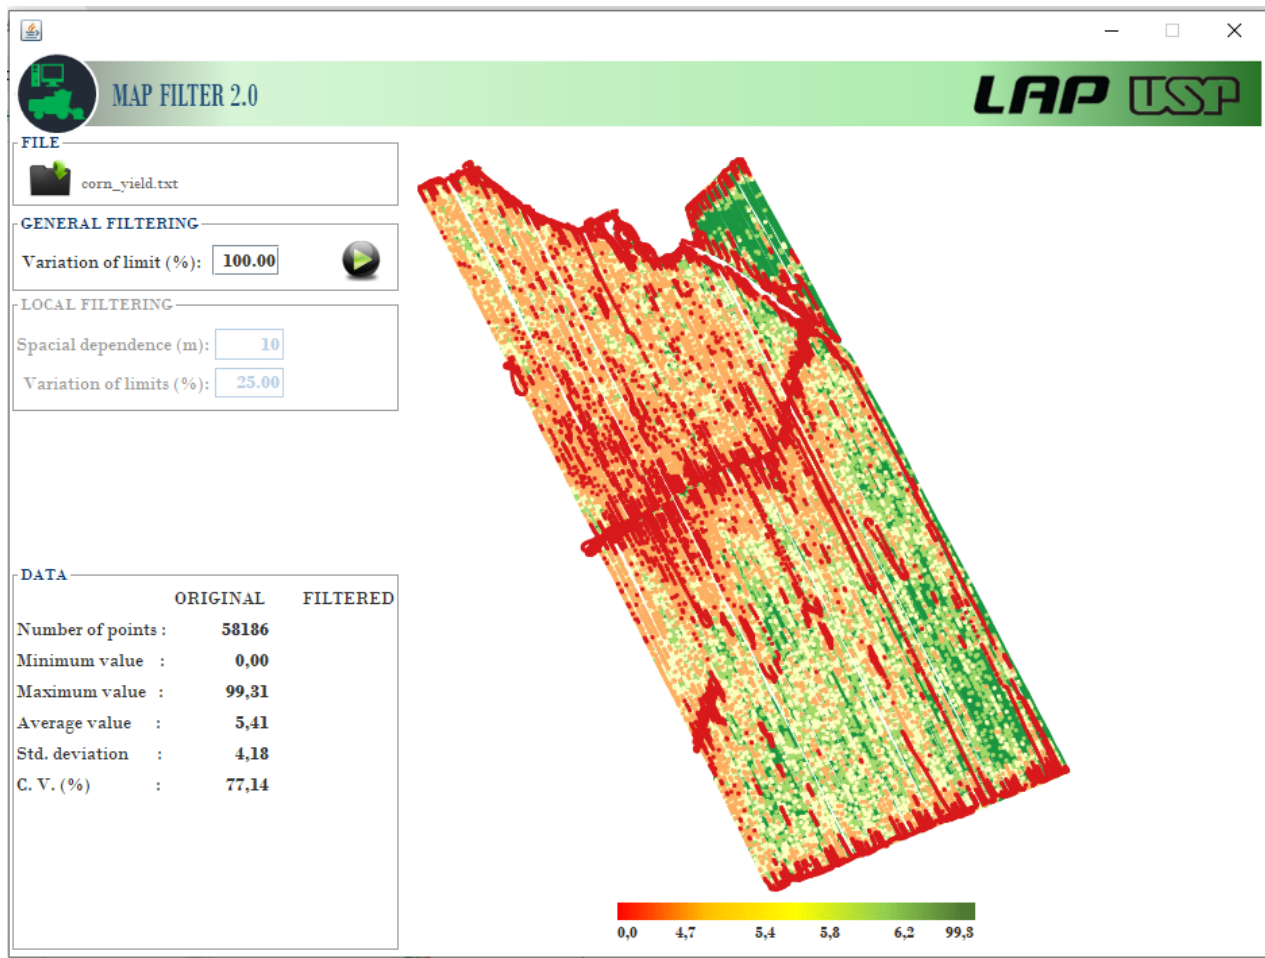 MAP FILTER 2.0
LAP USP
FILE
corn_yield.txt
GENERAL FILTERING
Variation of limit (%): 100.00
LOCAL FILTERING
Spacial dependence (m): 10
Variation of limits (%): 25.00
DATA
ORIGINAL FILTERED
Number of points : 58186
Minimum value : 0,00
Maximum value : 99,31
Average value : 5,41
Std. deviation : 4,18
C. V. (%) : 77,14
0,0 4,7 5,4 5,8 6,2 99,3